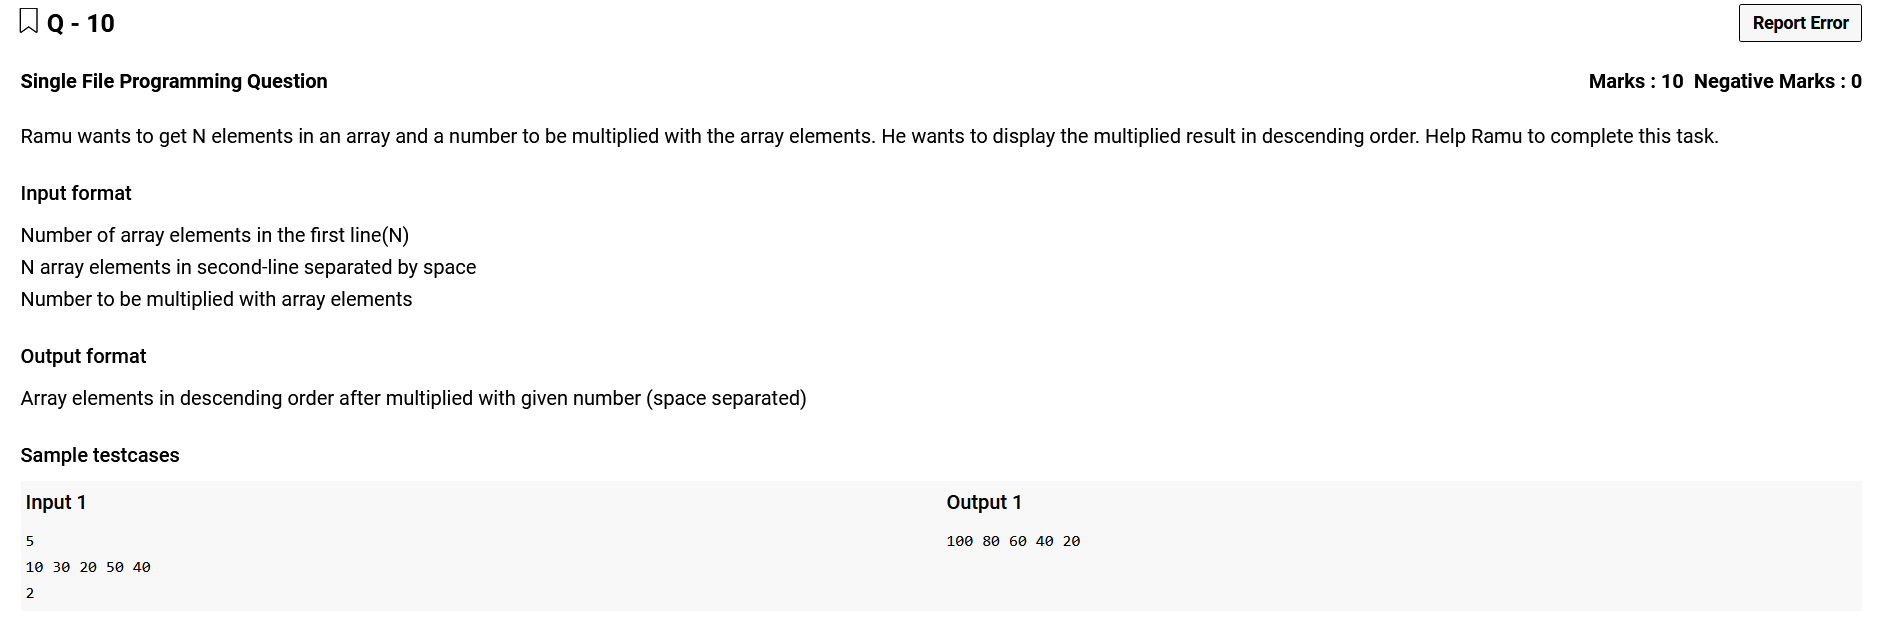 Q - 10
Report Error
Single File Programming Question
Marks : 10 Negative Marks : 0
Ramu wants to get N elements in an array and a number to be multiplied with the array elements. He wants to display the multiplied result in descending order. Help Ramu to complete this task.
Input format
Number of array elements in the first line(N)
N array elements in second-line separated by space
Number to be multiplied with array elements
Output format
Array elements in descending order after multiplied with given number (space separated)
Sample testcases
Input 1
5
10 30 20 50 40
2
Output 1
100 80 60 40 20